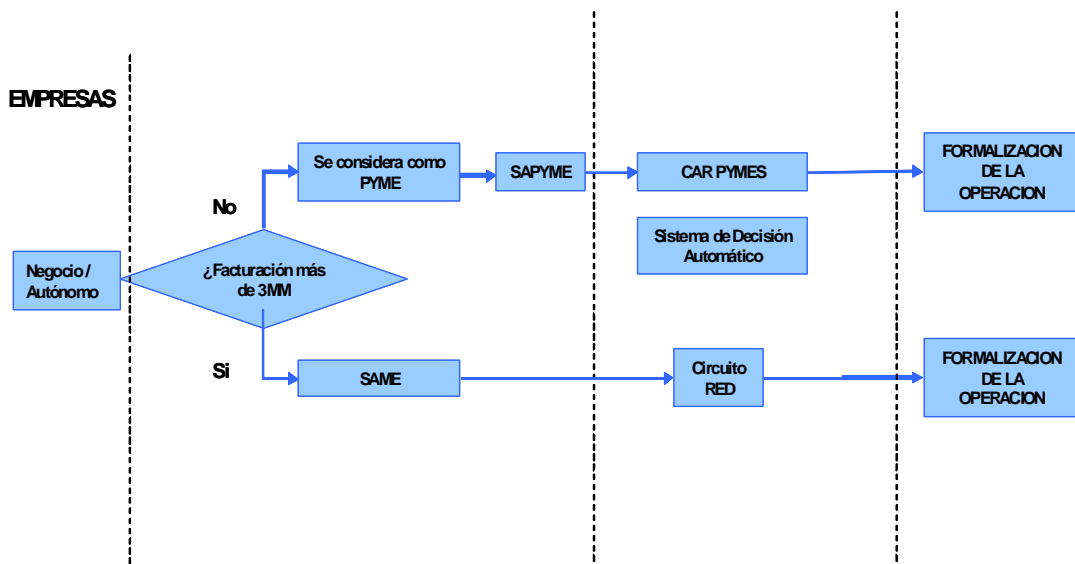 EMPRESAS
Se considera como
PYME
SAPYME
CAR PYMES
FORMALIZACION
DE LA
OPERACION
No
Sistema de Decisión
Automático
Negocio /
Autónomo
¿Facturación más
de 3MM
Si
SAME
Circuito
RED
FORMALIZACION
DE LA
OPERACION